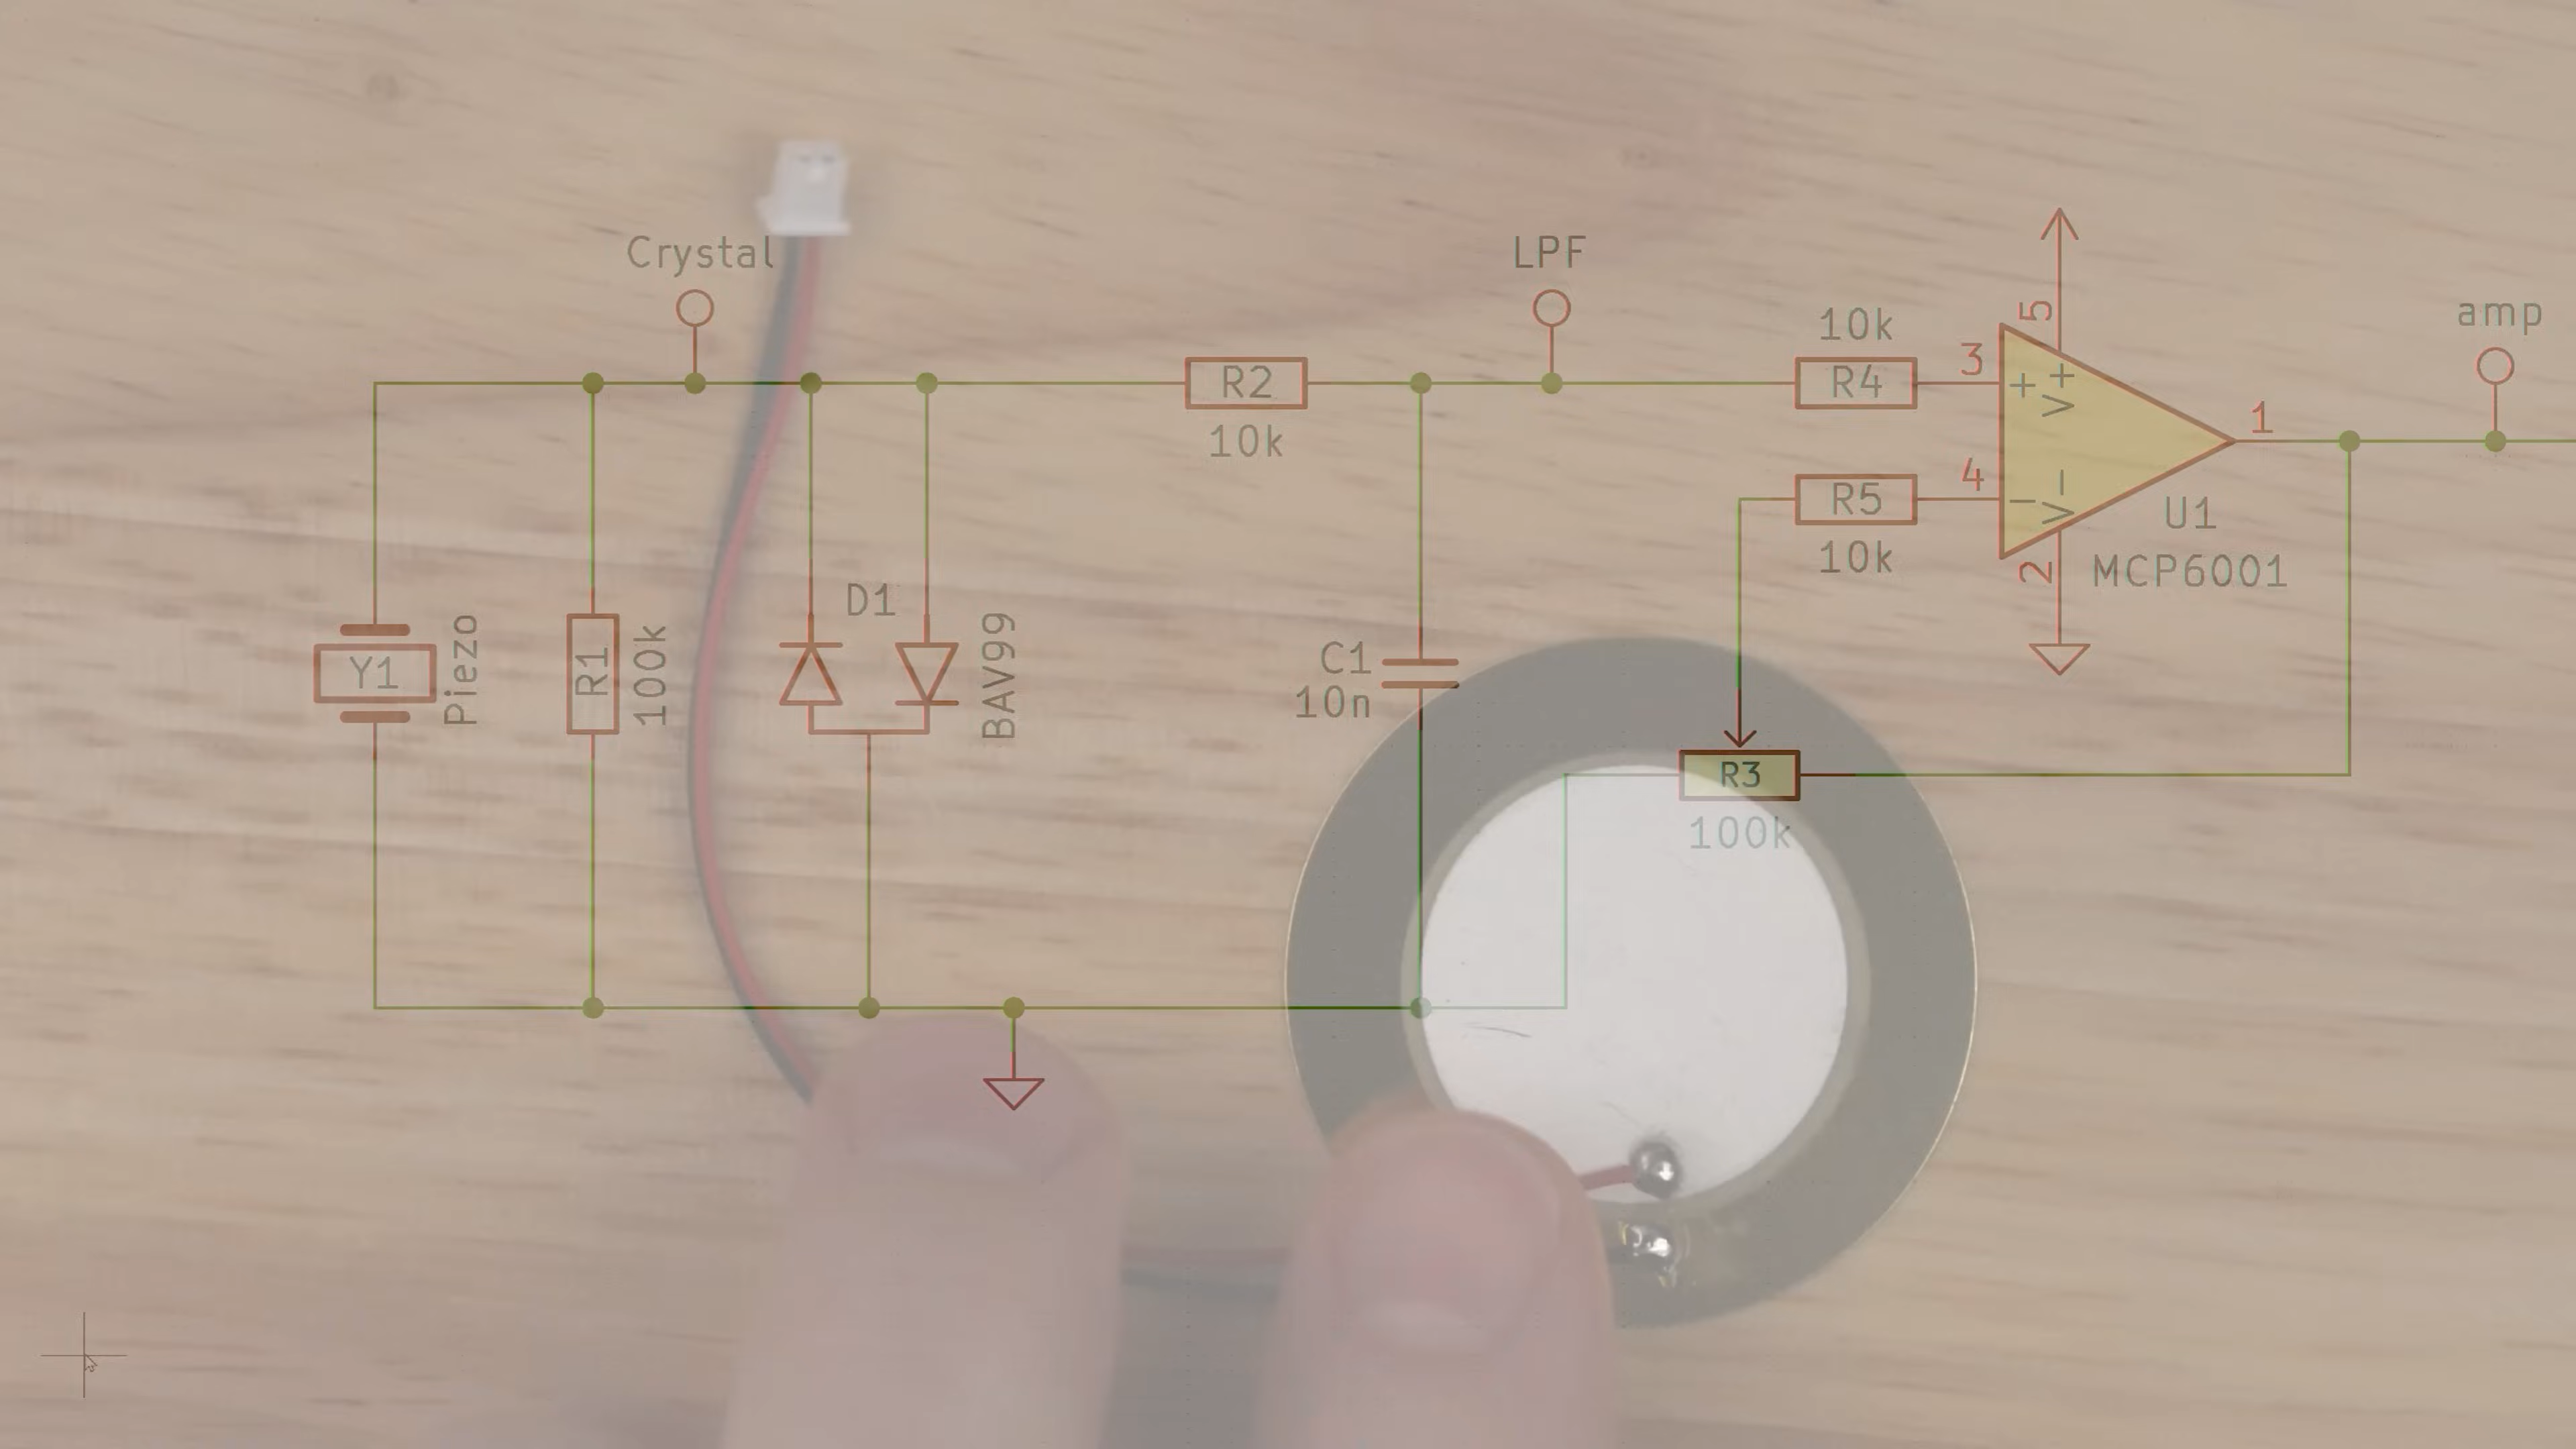 Crystal
LPF
amp
10k
R2
R4
3
5
+
V+
1
10k
R5
4
-
V-
U1
10k
2
MCP6001
D1
Y1
Piezo
R1
100k
BAV99
C1
10n
R3
100k